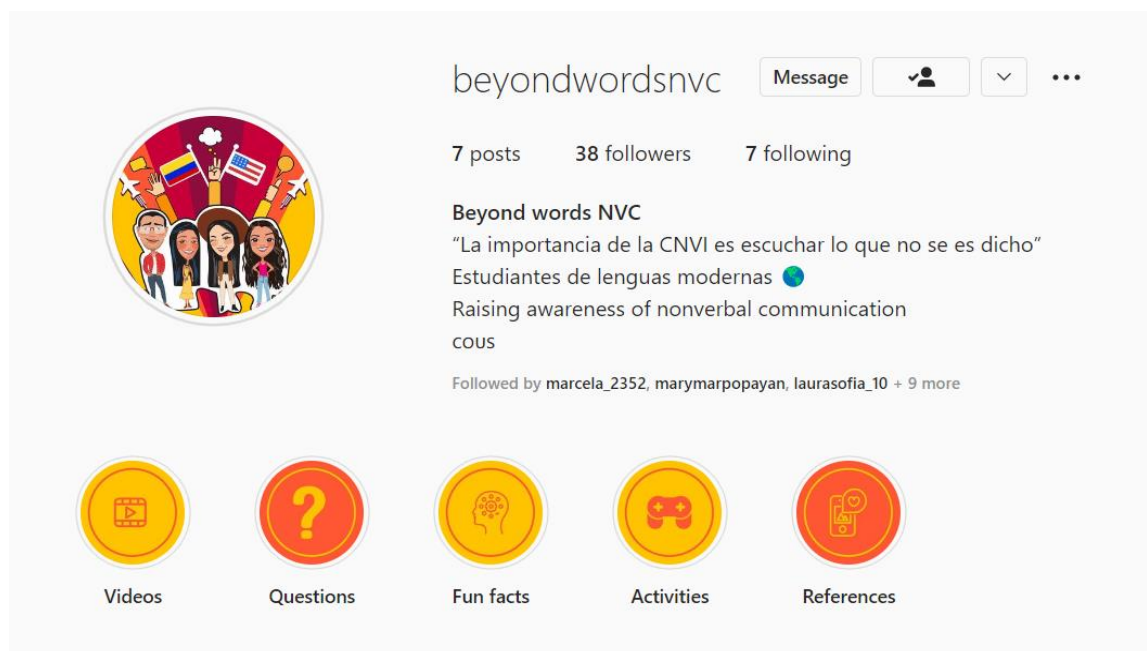 beyondwordsnvc Message
7 posts 38 followers 7 following
Beyond words NVC
“La importancia de la CNVI es escuchar lo que no se es dicho”
Estudiantes de lenguas modernas 🌎
Raising awareness of nonverbal communication
cous
Followed by marcela_2352, marymarpopayan, laurasofia_10 + 9 more
Videos Questions Fun facts Activities References